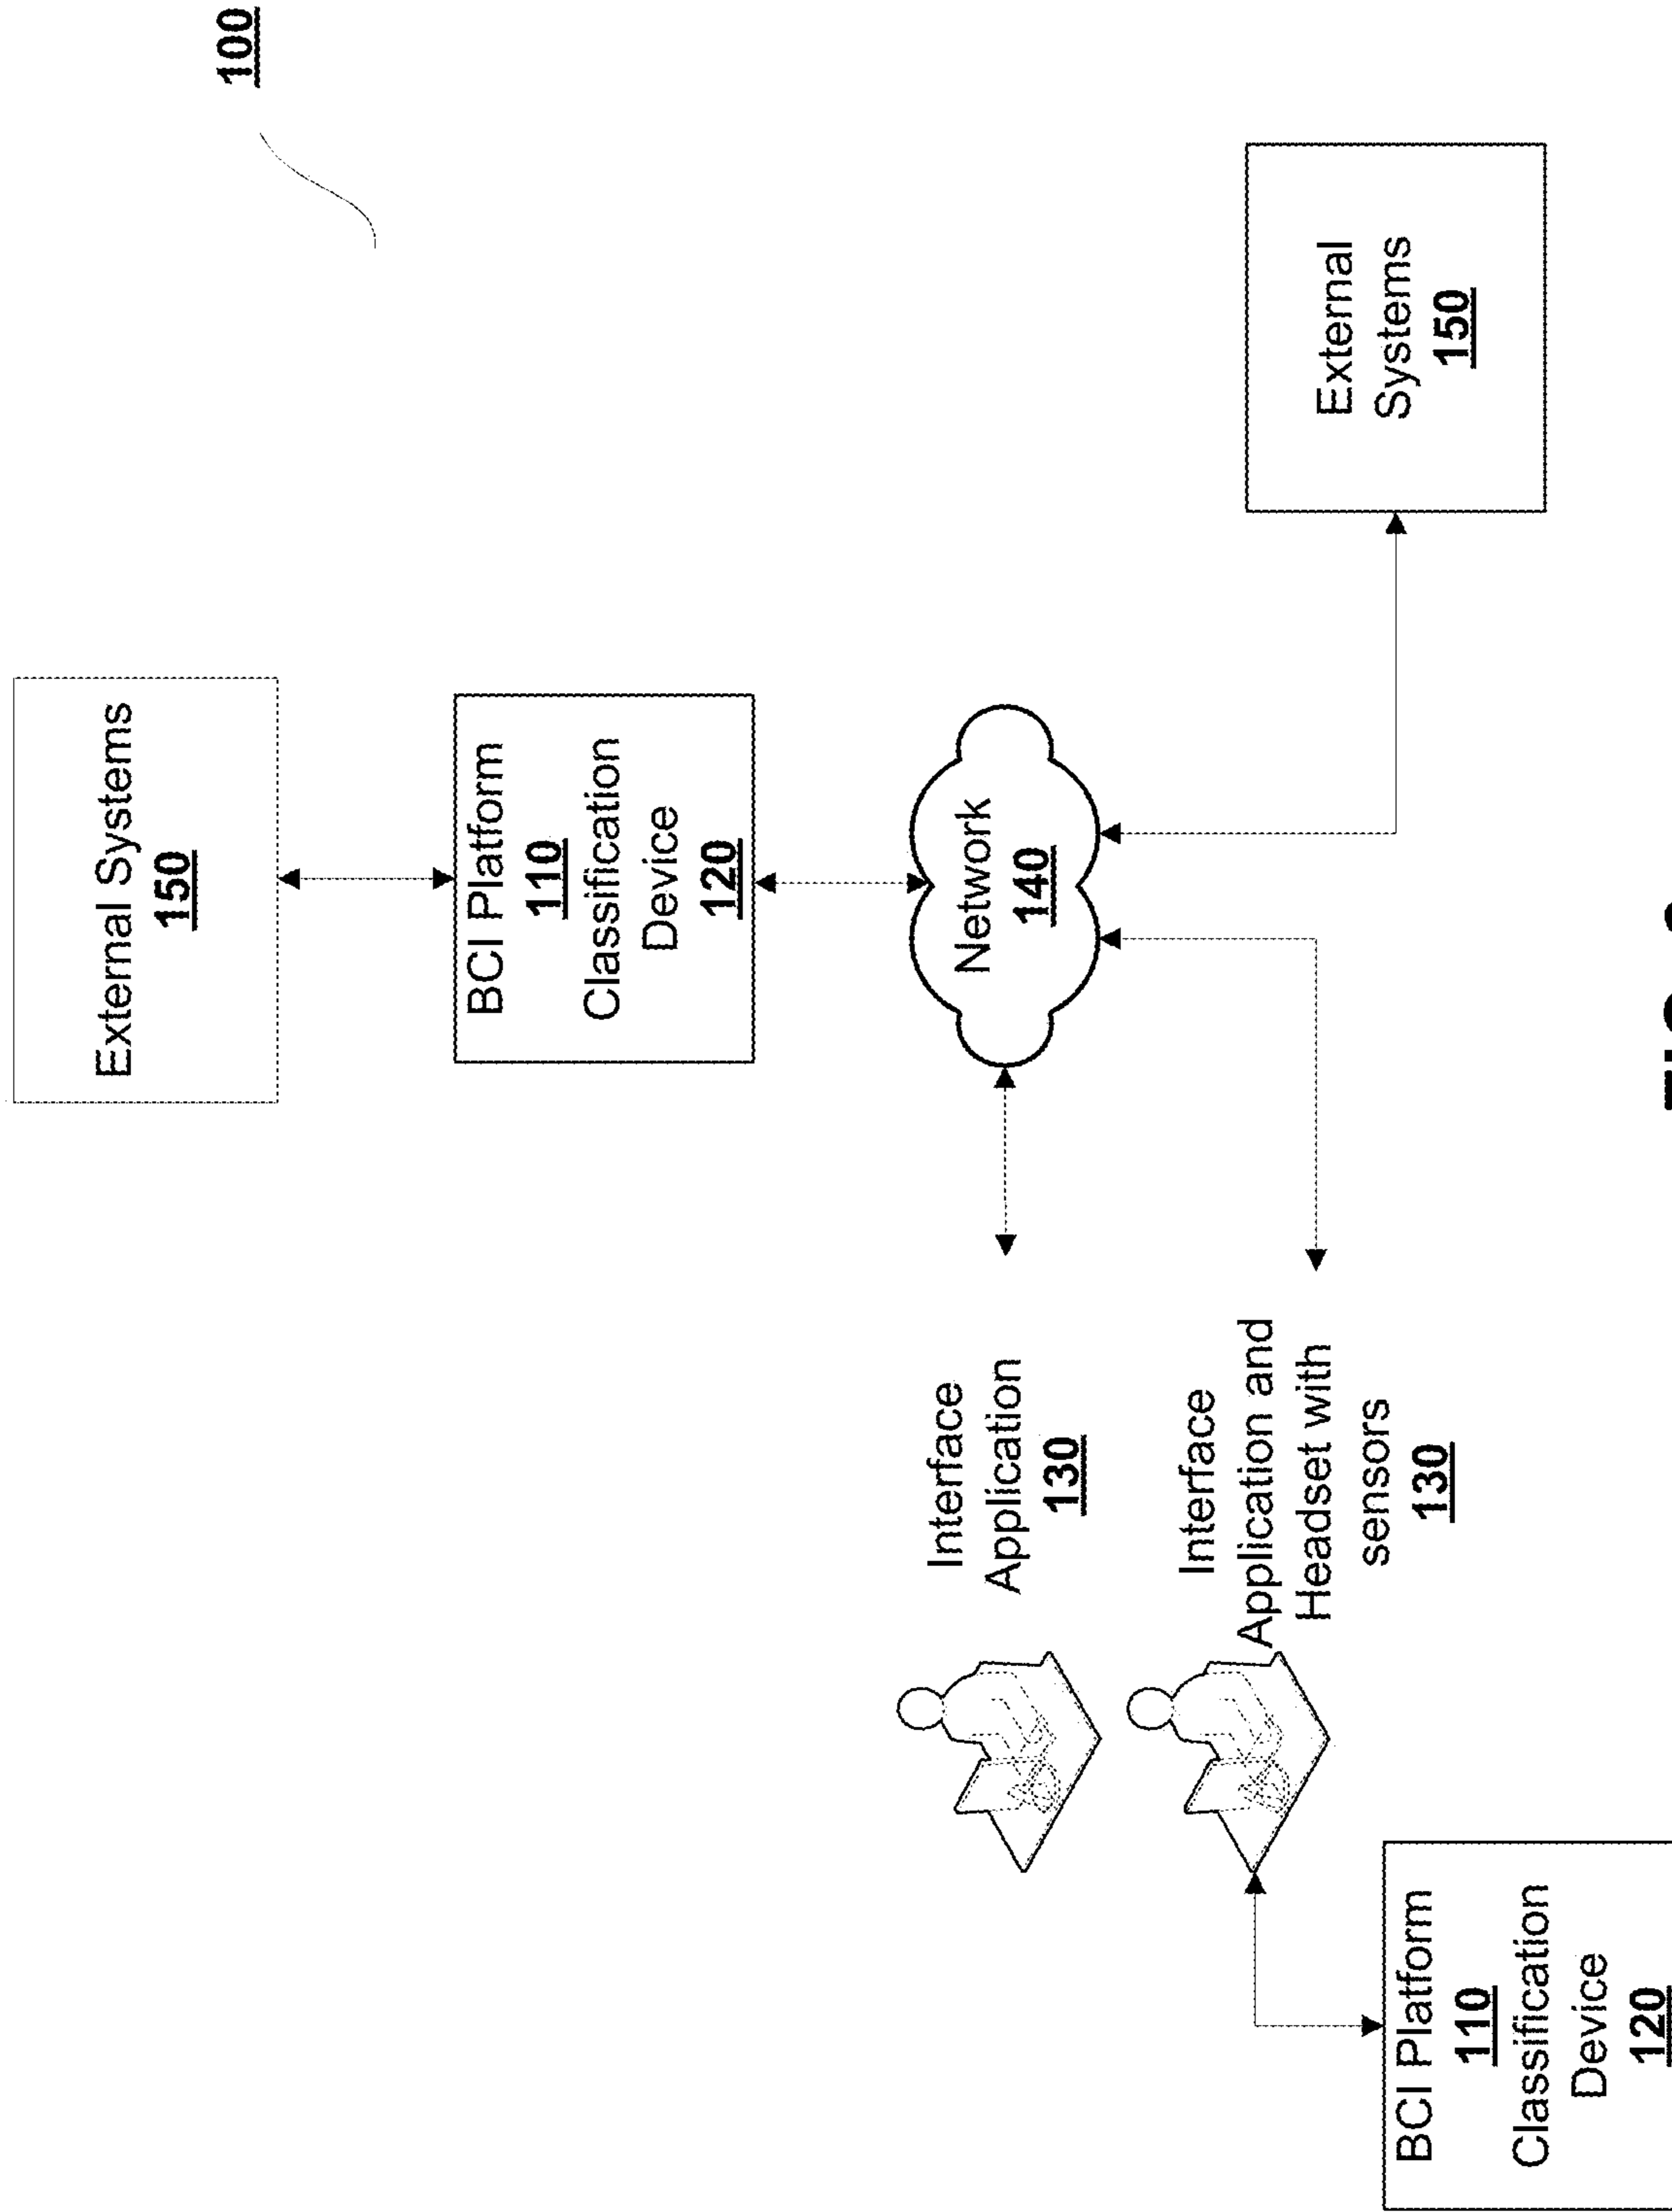 100
External Systems
150
BCI Platform
110
Classification
Device
120
Network
140
External
Systems
150
Interface
Application
130
Interface
Application and
Headset with
sensors
130
BCI Platform
110
Classification
Device
120